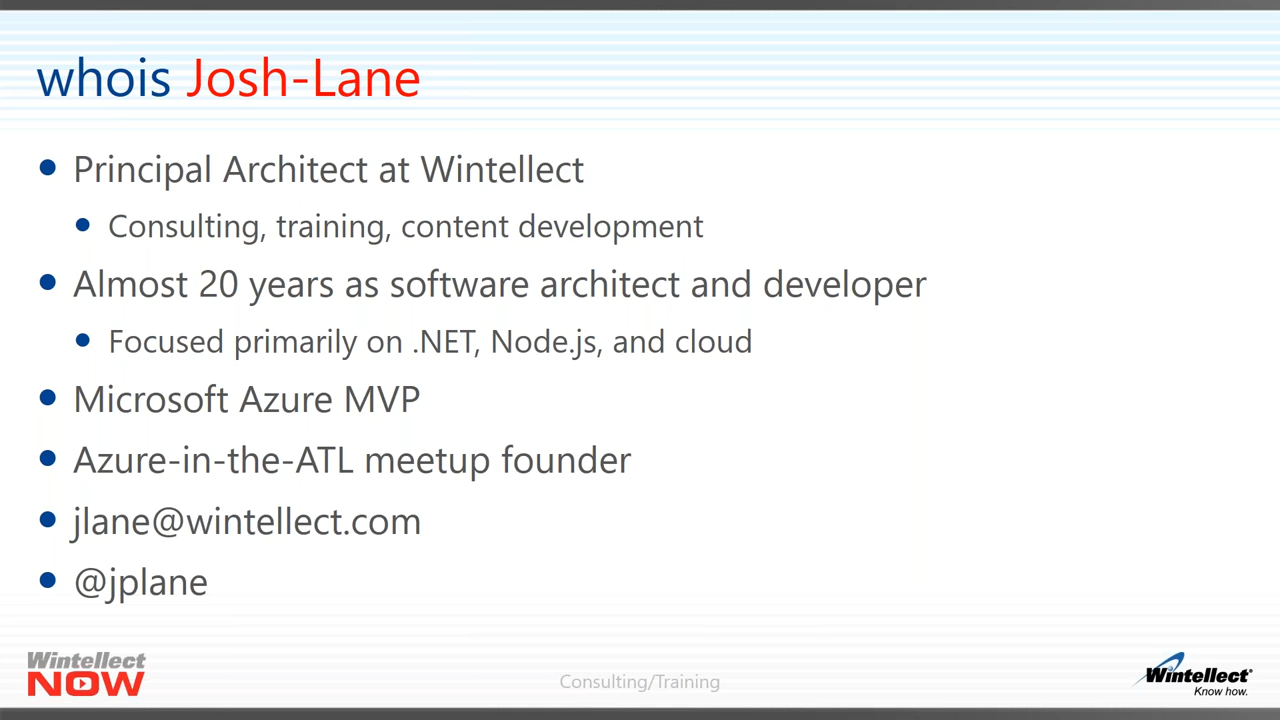 whois Josh-Lane
Principal Architect at Wintellect
Consulting, training, content development
Almost 20 years as software architect and developer
Focused primarily on .NET, Node.js, and cloud
Microsoft Azure MVP
Azure-in-the-ATL meetup founder
jlane@wintellect.com
@jplane
Wintellect
NOW
Consulting/Training
Wintellect
Know how.